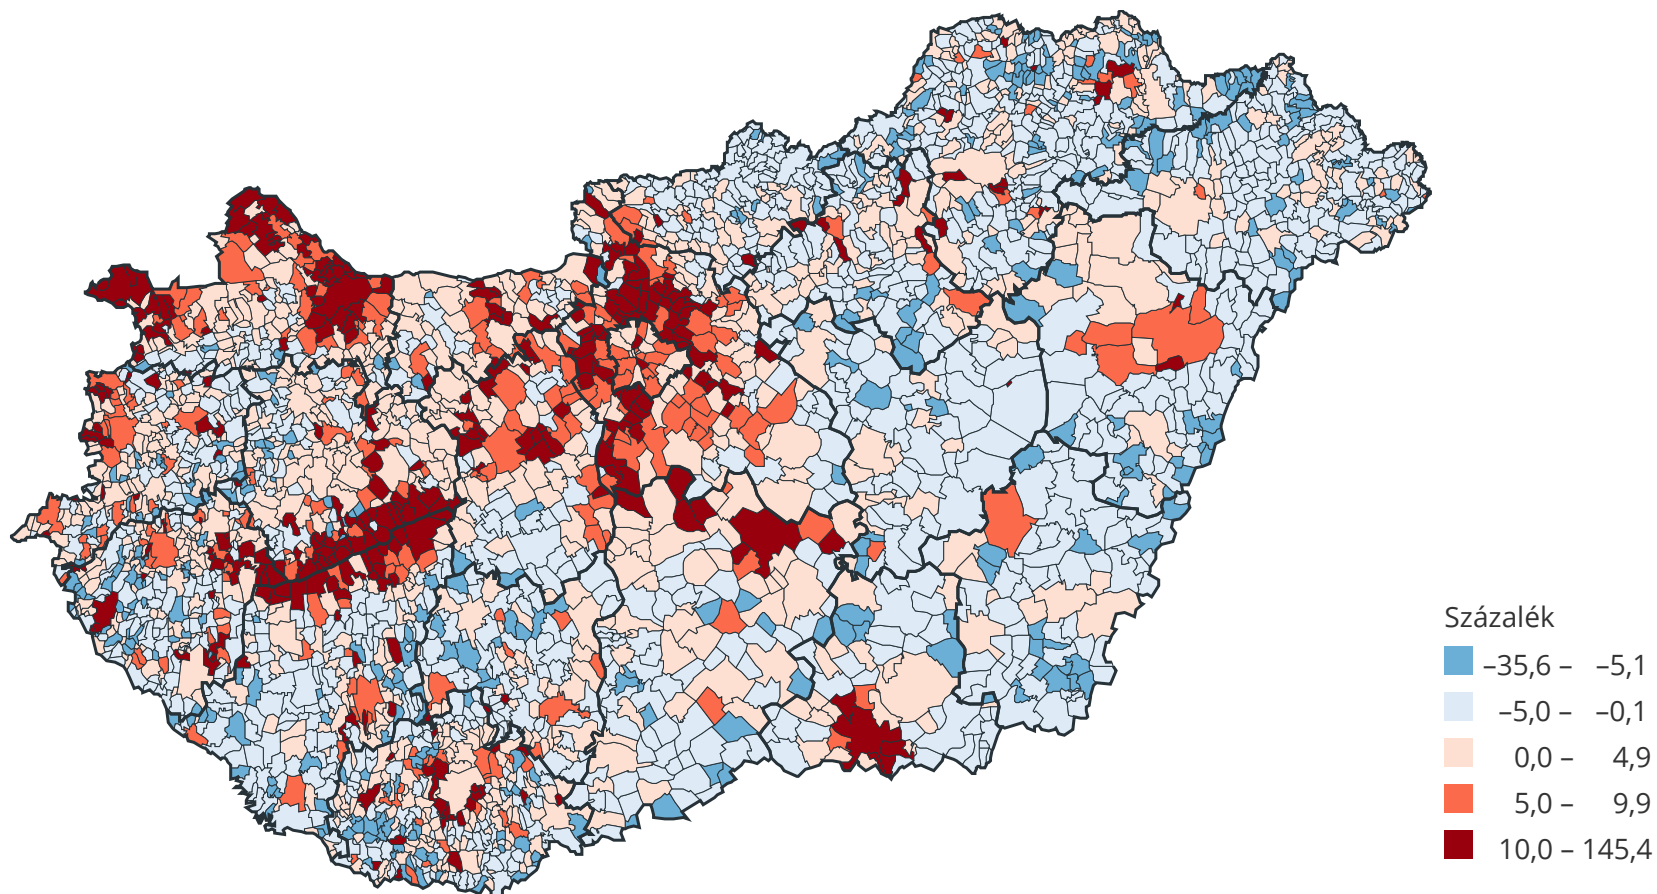 Százalék
–35,6 – –5,1
–5,0 – –0,1
0,0 – 4,9
5,0 – 9,9
10,0 – 145,4